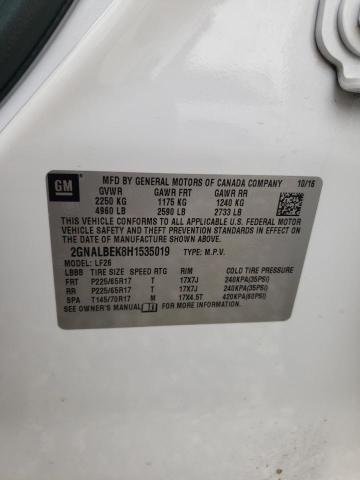 GM
MFD BY GENERAL MOTORS OF CANADA COMPANY 10/16
GVWR GAWR FRT GAWR RR
2250 KG 1175 KG 1240 KG
4960 LB 2590 LB 2733 LB
THIS VEHICLE CONFORMS TO ALL APPLICABLE U.S. FEDERAL
MOTOR VEHICLE SAFETY, BUMPER, AND THEFT PREVENTION STANDARDS IN
EFFECT ON THE DATE OF MANUFACTURE SHOWN ABOVE.
2GNALBEK8H1535019 TYPE: M.P.V.
MODEL: LF26
LBBB TIRE SIZE SPEED RTG RIM COLD TIRE PRESSURE
FRT P225/65R17 T 17X7J 240KPA(35PSI)
RR P225/65R17 T 17X7J 240KPA(35PSI)
SPA T145/70R17 M 17X4.5T 420KPA(60PSI)
SEE OWNER'S MANUAL FOR MORE INFORMATION.